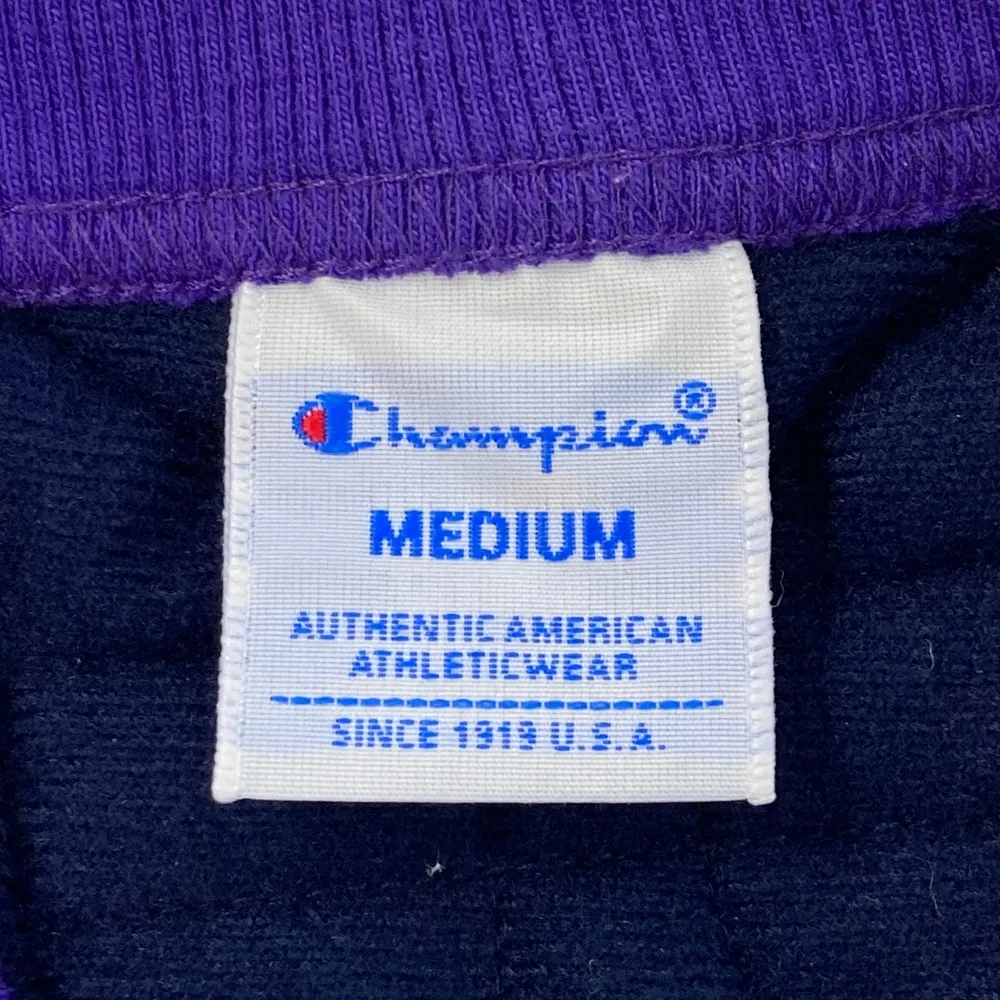 Champion®
MEDIUM
AUTHENTIC AMERICAN
ATHLETICWEAR
SINCE 1919 U.S.A.